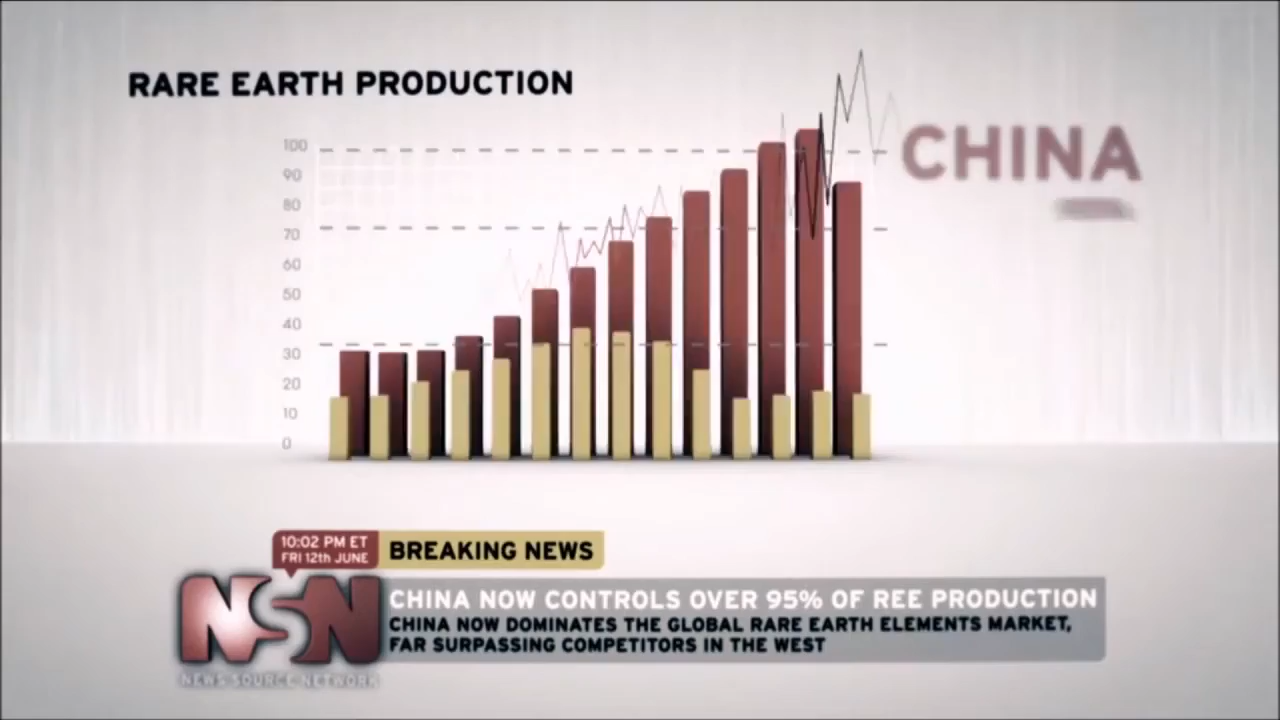 RARE EARTH PRODUCTION
CHINA
100
90
80
70
60
50
40
30
20
10
0
10:02 PM ET
FRI 12th JUNE
BREAKING NEWS
NSN
NEWS SOURCE NETWORK
CHINA NOW CONTROLS OVER 95% OF REE PRODUCTION
CHINA NOW DOMINATES THE GLOBAL RARE EARTH ELEMENTS MARKET,
FAR SURPASSING COMPETITORS IN THE WEST